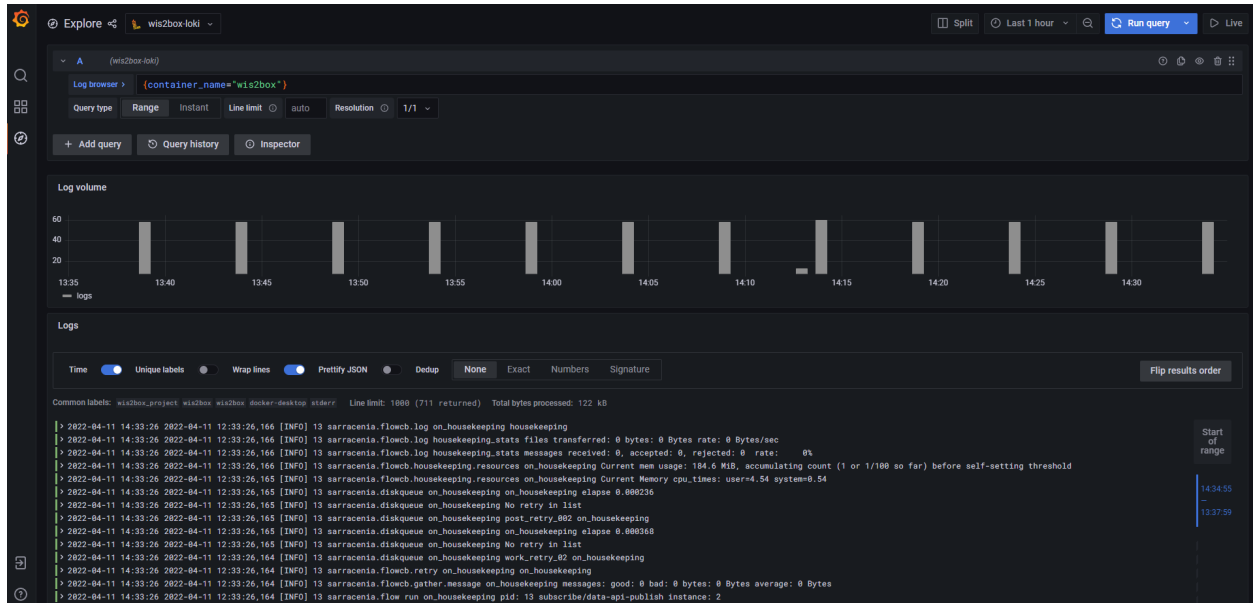 Explore wis2box-loki Split Last 1 hour Run query Live
A (wis2box-loki)
Log browser > {container_name="wis2box"}
Query type Range Instant Line limit auto Resolution 1/1
+ Add query Query history Inspector
Log volume
60
40
20
13:35 13:40 13:45 13:50 13:55 14:00 14:05 14:10 14:15 14:20 14:25 14:30
logs
Logs
Time Unique labels Wrap lines Prettify JSON Dedup None Exact Numbers Signature Flip results order
Common labels: wis2box_project wis2box wis2box docker-desktop stderr Line limit: 1000 (711 returned) Total bytes processed: 122 kB
> 2022-04-11 14:33:26 2022-04-11 12:33:26,166 [INFO] 13 sarracenia.flowcb.log on_housekeeping housekeeping
> 2022-04-11 14:33:26 2022-04-11 12:33:26,166 [INFO] 13 sarracenia.flowcb.log housekeeping_stats files transferred: 0 bytes: 0 Bytes rate: 0 Bytes/sec
> 2022-04-11 14:33:26 2022-04-11 12:33:26,166 [INFO] 13 sarracenia.flowcb.log housekeeping_stats messages received: 0, accepted: 0, rejected: 0 rate: 0%
> 2022-04-11 14:33:26 2022-04-11 12:33:26,166 [INFO] 13 sarracenia.flowcb.housekeeping.resources on_housekeeping Current mem usage: 184.6 MiB, accumulating count (1 or 1/100 so far) before self-setting threshold
> 2022-04-11 14:33:26 2022-04-11 12:33:26,165 [INFO] 13 sarracenia.flowcb.housekeeping.resources on_housekeeping Current Memory cpu_times: user=4.54 system=0.54
> 2022-04-11 14:33:26 2022-04-11 12:33:26,165 [INFO] 13 sarracenia.diskqueue on_housekeeping on_housekeeping elapse 0.000236
> 2022-04-11 14:33:26 2022-04-11 12:33:26,165 [INFO] 13 sarracenia.diskqueue on_housekeeping No retry in list
> 2022-04-11 14:33:26 2022-04-11 12:33:26,165 [INFO] 13 sarracenia.diskqueue on_housekeeping post_retry_002 on_housekeeping
> 2022-04-11 14:33:26 2022-04-11 12:33:26,165 [INFO] 13 sarracenia.diskqueue on_housekeeping on_housekeeping elapse 0.000368
> 2022-04-11 14:33:26 2022-04-11 12:33:26,165 [INFO] 13 sarracenia.diskqueue on_housekeeping No retry in list
> 2022-04-11 14:33:26 2022-04-11 12:33:26,164 [INFO] 13 sarracenia.diskqueue on_housekeeping work_retry_02 on_housekeeping
> 2022-04-11 14:33:26 2022-04-11 12:33:26,164 [INFO] 13 sarracenia.flowcb.retry on_housekeeping on_housekeeping
> 2022-04-11 14:33:26 2022-04-11 12:33:26,164 [INFO] 13 sarracenia.flowcb.gather.message on_housekeeping messages: good: 0 bad: 0 bytes: 0 Bytes average: 0 Bytes
> 2022-04-11 14:33:26 2022-04-11 12:33:26,164 [INFO] 13 sarracenia.flow run on_housekeeping pid: 13 subscribe/data-api-publish instance: 2
Start
of
range
14:34:55
—
13:37:59